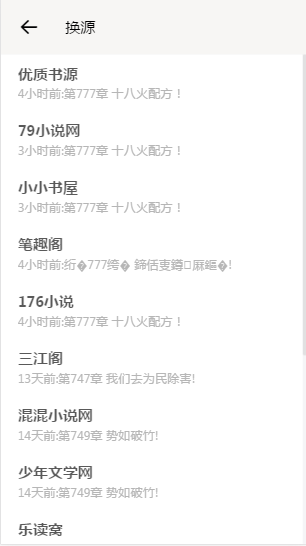 换源
优质书源
4小时前:第777章 十八火配方！
79小说网
3小时前:第777章 十八火配方！
小小书屋
3小时前:第777章 十八火配方！
笔趣阁
4小时前:绗�777绔� 
176小说
4小时前:第777章 十八火配方！
三江阁
13天前:第747章 我们去为民除害!
混混小说网
14天前:第749章 势如破竹!
少年文学网
14天前:第749章 势如破竹!
乐读窝